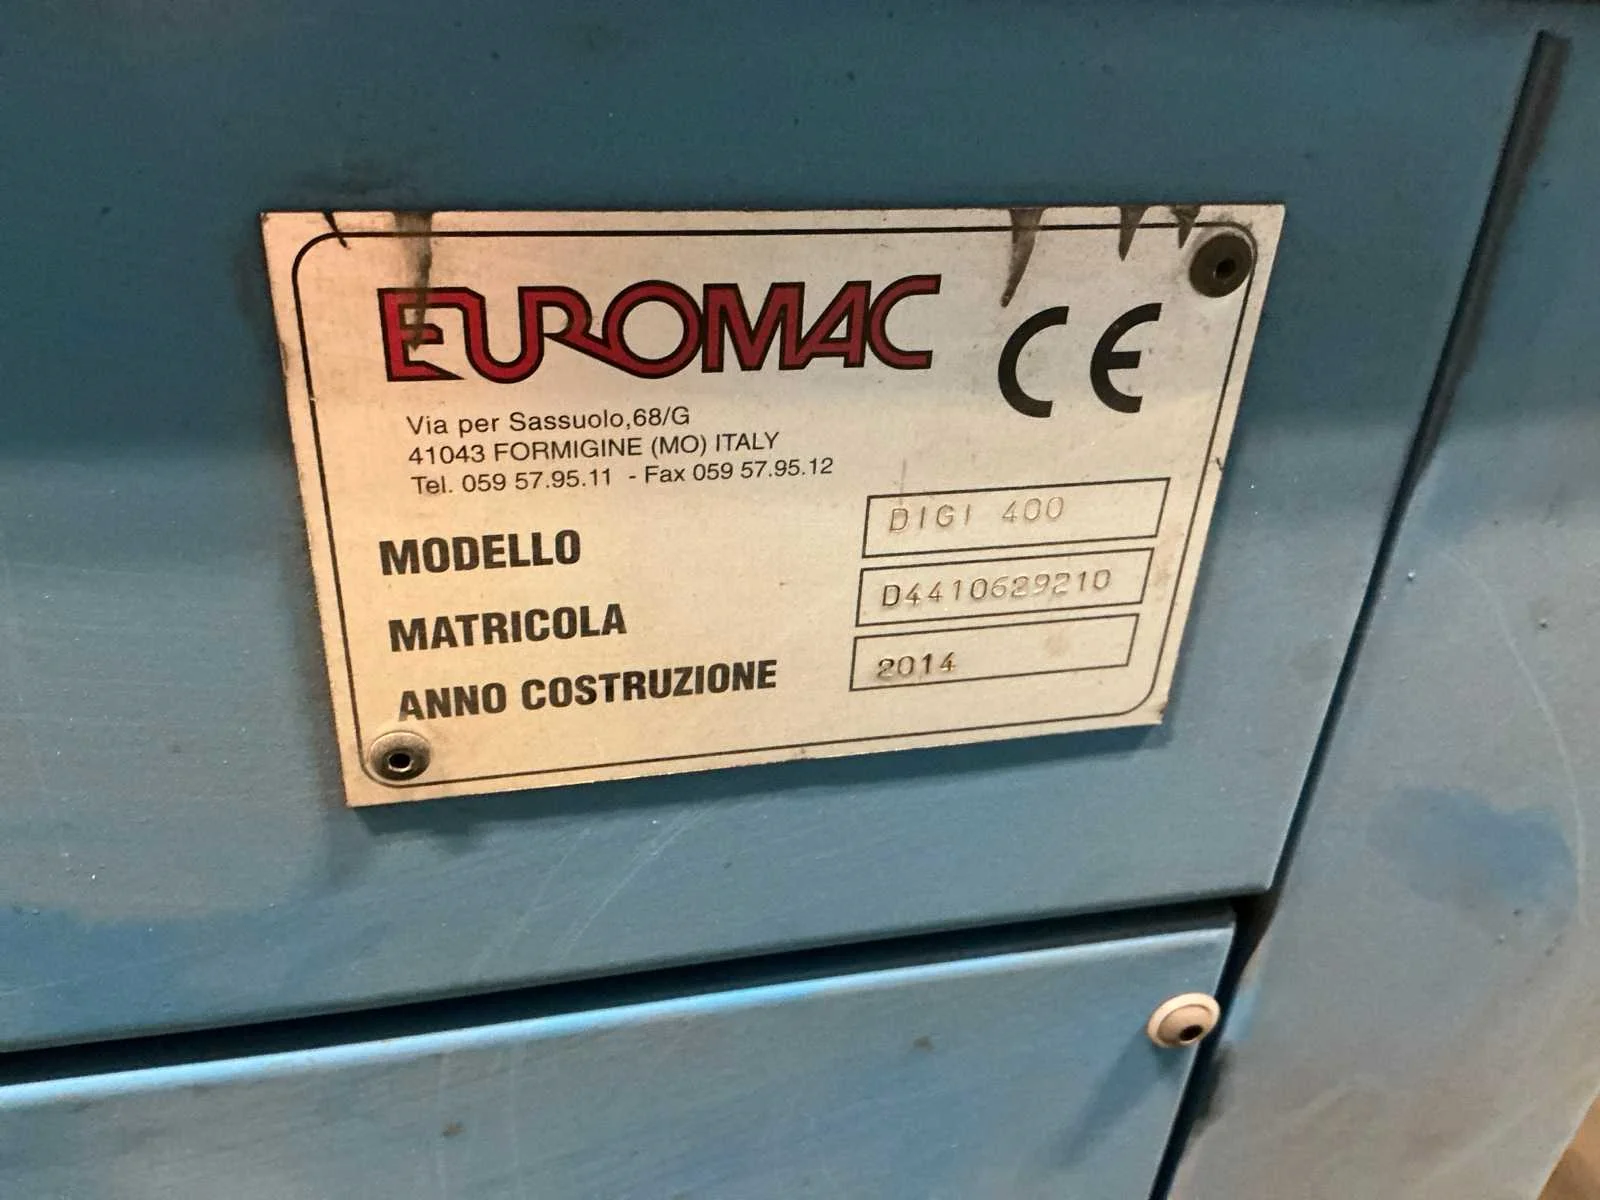 EUROMAC
CE
Via per Sassuolo,68/G
41043 FORMIGINE (MO) ITALY
Tel. 059 57.95.11 - Fax 059 57.95.12
MODELLO DIGI 400
MATRICOLA D4410629210
ANNO COSTRUZIONE 2014